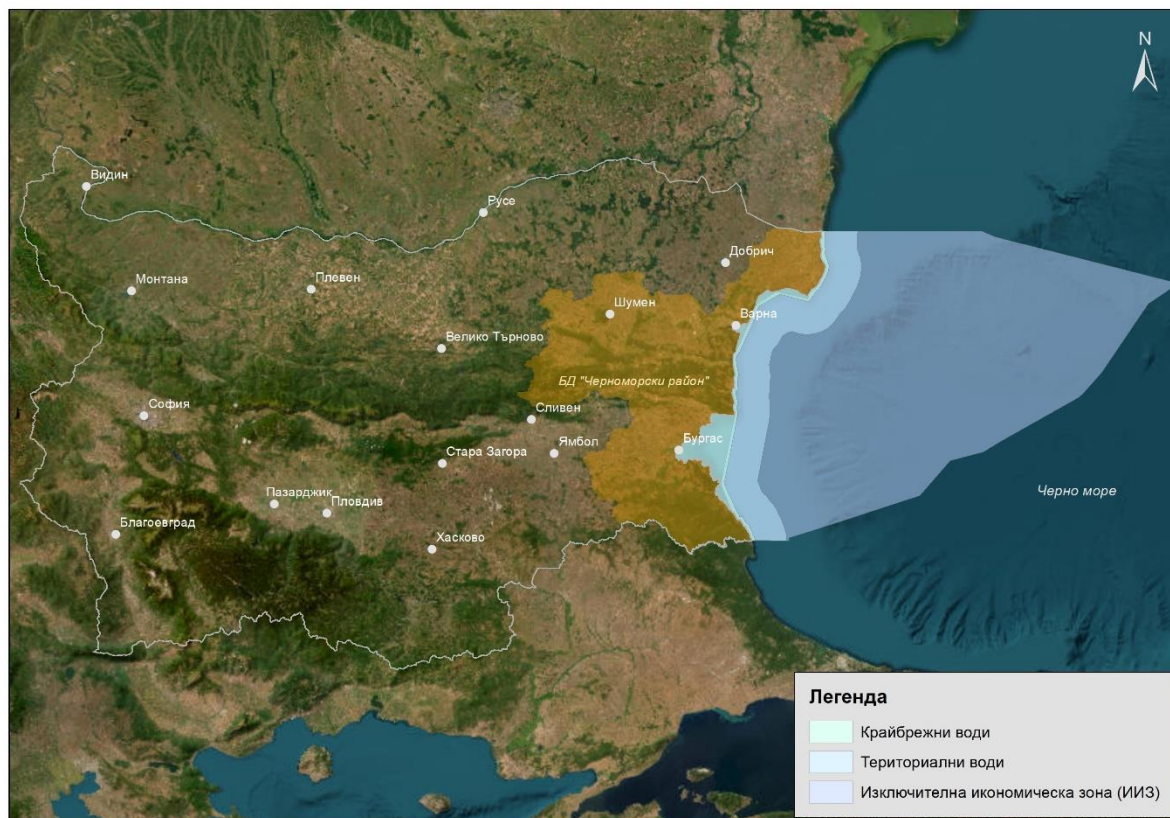 N
Видин
Русе
Добрич
Монтана
Плевен
Шумен
Варна
Велико Търново
БД "Черноморски район"
София
Сливен
Бургас
Ямбол
Стара Загора
Черно море
Пазарджик
Пловдив
Благоевград
Хасково
Легенда
Крайбрежни води
Териториални води
Изключителна икономическа зона (ИИЗ)